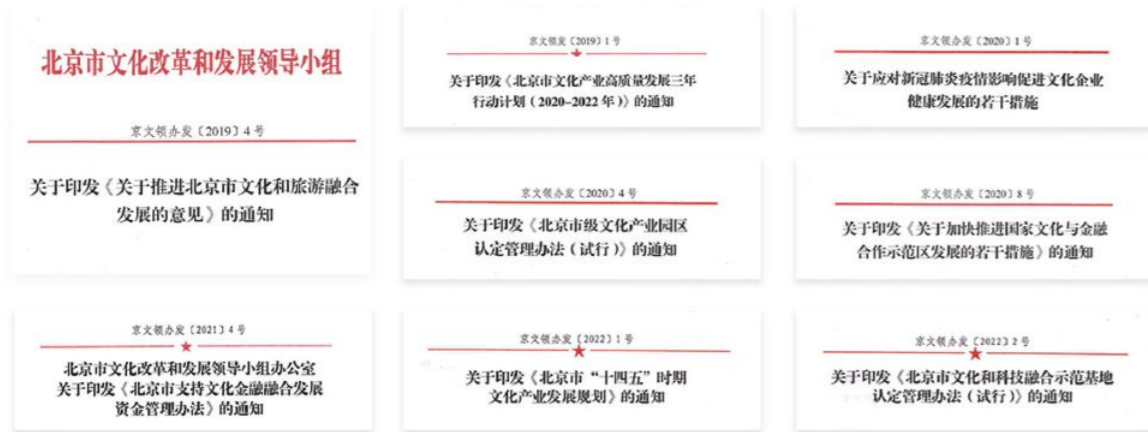 北京市文化改革和发展领导小组
京文领办发〔2019〕4号
关于印发《关于推进北京市文化和旅游融合
发展的意见》的通知
京文领发〔2019〕1号
关于印发《北京市文化产业高质量发展三年
行动计划(2020-2022年)》的通知
京文领办发〔2020〕1号
关于应对新冠肺炎疫情影响促进文化企业
健康发展的若干措施
京文领办发〔2020〕4号
关于印发《北京市级文化产业园区
认定管理办法(试行)》的通知
京文领办发〔2020〕8号
关于印发《关于加快推进国家文化与金融
合作示范区发展的若干措施》的通知
京文领办发〔2021〕4号
北京市文化改革和发展领导小组办公室
关于印发《北京市支持文化金融融合发展
资金管理办法》的通知
京文领办发〔2022〕1号
关于印发《北京市“十四五”时期
文化产业发展规划》的通知
京文领办发〔2022〕2号
关于印发《北京市文化和科技融合示范基地
认定管理办法(试行)》的通知